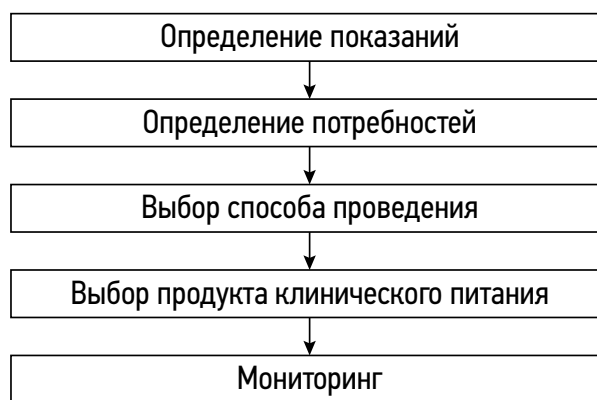 Определение показаний
Определение потребностей
Выбор способа проведения
Выбор продукта клинического питания
Мониторинг